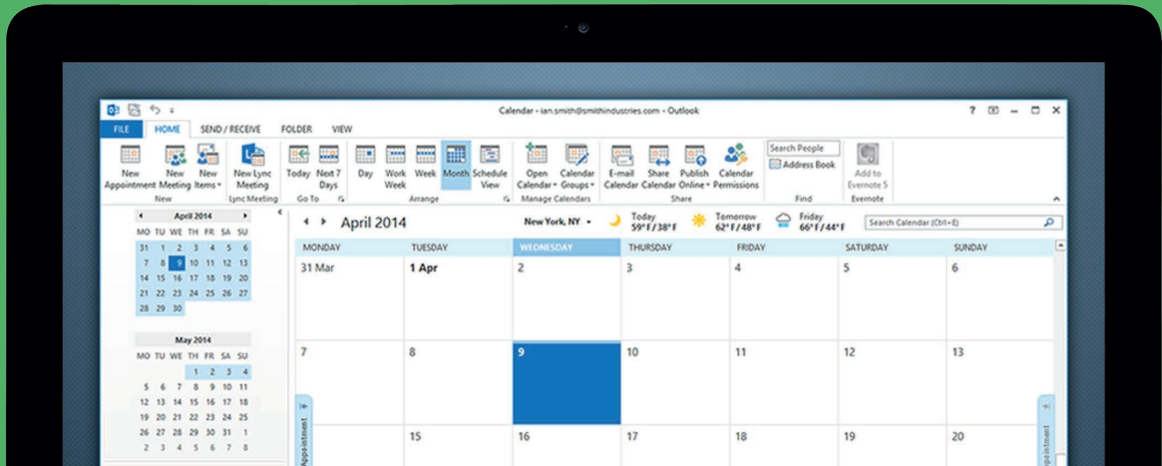 Calendar - ian.smith@smithindustries.com - Outlook
FILE HOME SEND / RECEIVE FOLDER VIEW
New Appointment
New Meeting
New Items
New Lync Meeting
Today
Next 7 Days
Day
Work Week
Week
Month
Schedule View
Open Calendar
Calendar Groups
E-mail Calendar
Share Calendar
Publish Online
Calendar Permissions
Search People
Address Book
Add to Evernote 5
New Lync Meeting Go To Arrange Manage Calendars Share Find Evernote
April 2014
MO TU WE TH FR SA SU
31 1 2 3 4 5 6
7 8 9 10 11 12 13
14 15 16 17 18 19 20
21 22 23 24 25 26 27
28 29 30
May 2014
MO TU WE TH FR SA SU
1 2 3 4
5 6 7 8 9 10 11
12 13 14 15 16 17 18
19 20 21 22 23 24 25
26 27 28 29 30 31 1
2 3 4 5 6 7 8
April 2014
New York, NY
Today
59°F/38°F
Tomorrow
62°F/48°F
Friday
66°F/44°F
Search Calendar (Ctrl+E)
MONDAY TUESDAY WEDNESDAY THURSDAY FRIDAY SATURDAY SUNDAY
31 Mar 1 Apr 2 3 4 5 6
7 8 9 10 11 12 13
15 16 17 18 19 20
Appointment